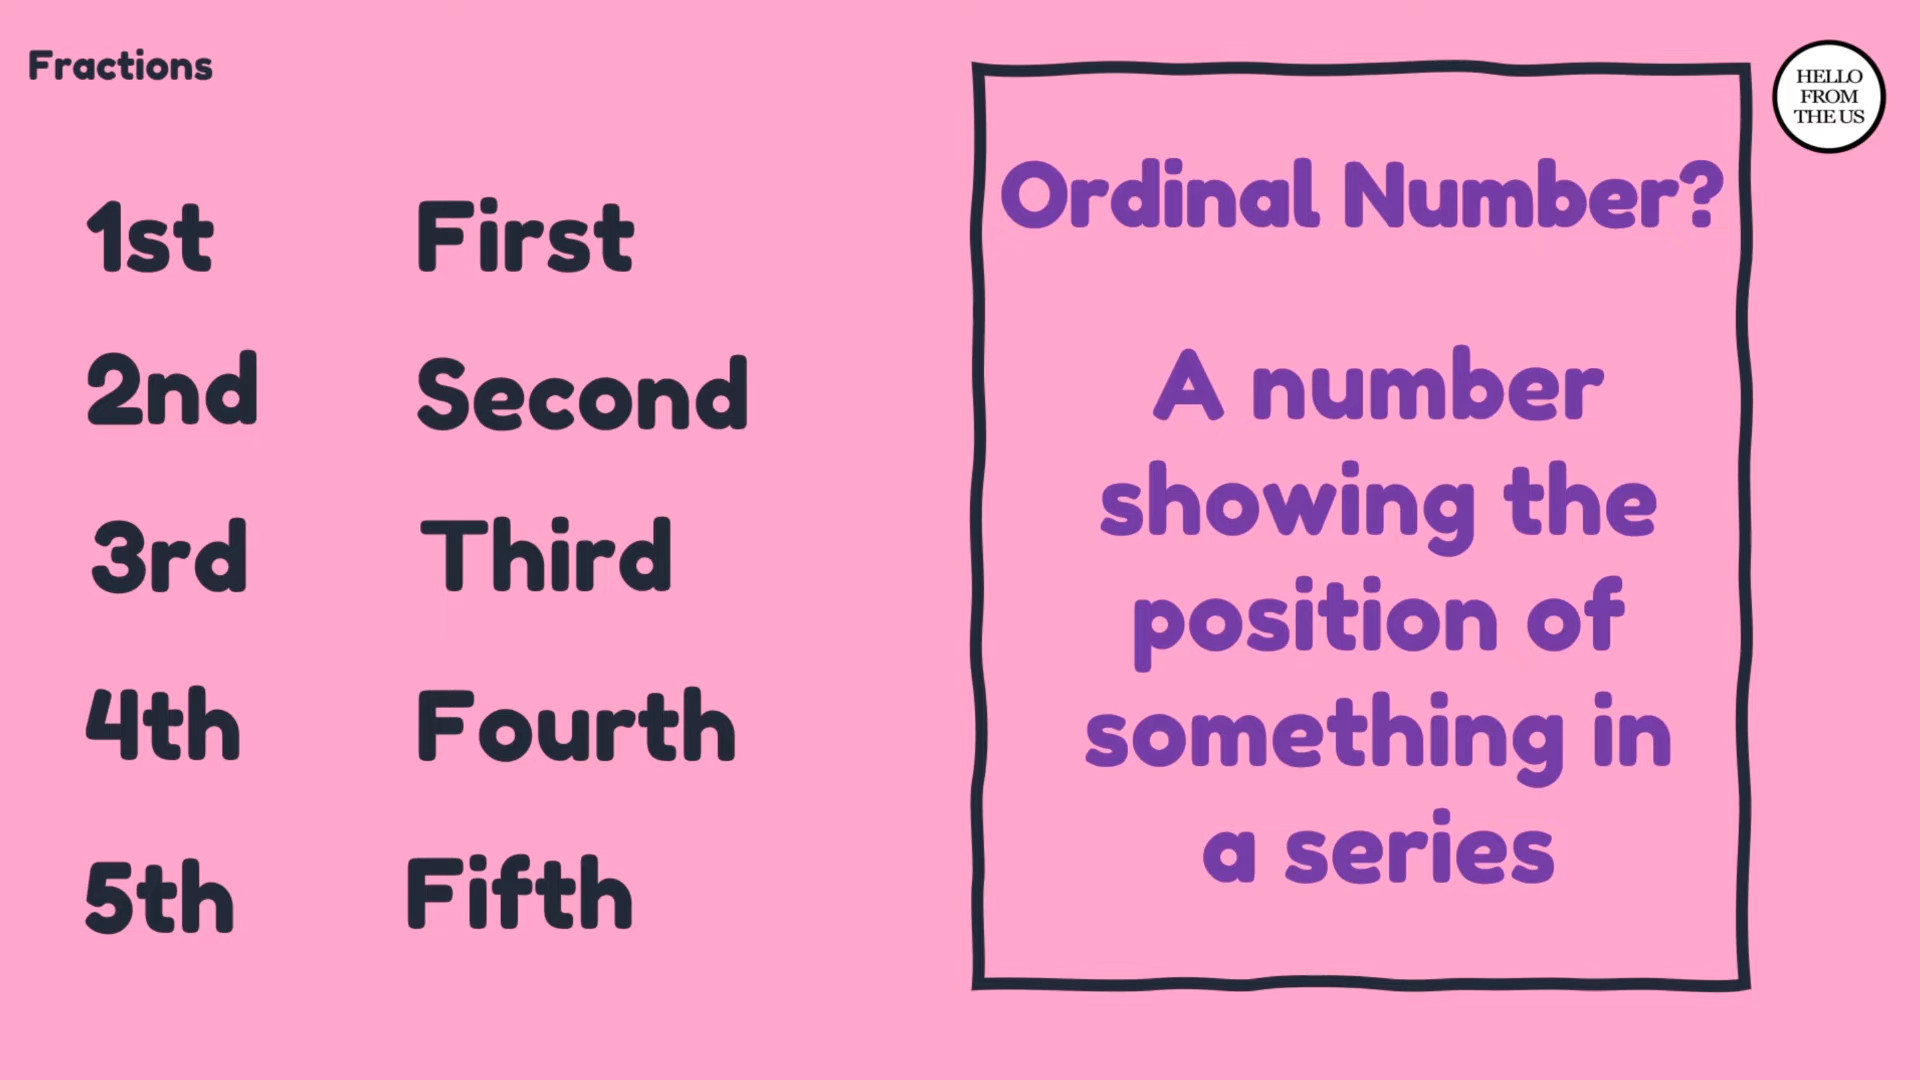 Fractions
1st First
2nd Second
3rd Third
4th Fourth
5th Fifth
Ordinal Number?
A number
showing the
position of
something in
a series
HELLO
FROM
THE US